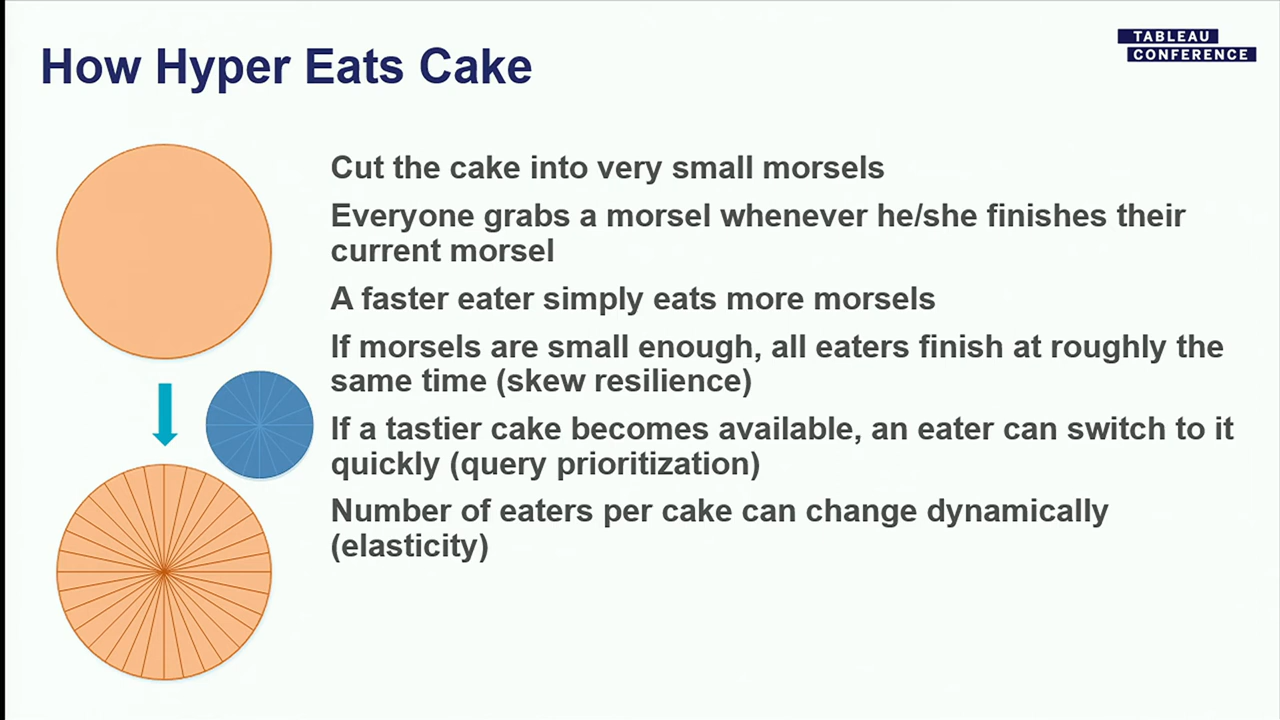 How Hyper Eats Cake
TABLEAU
CONFERENCE
Cut the cake into very small morsels
Everyone grabs a morsel whenever he/she finishes their
current morsel
A faster eater simply eats more morsels
If morsels are small enough, all eaters finish at roughly the
same time (skew resilience)
If a tastier cake becomes available, an eater can switch to it
quickly (query prioritization)
Number of eaters per cake can change dynamically
(elasticity)